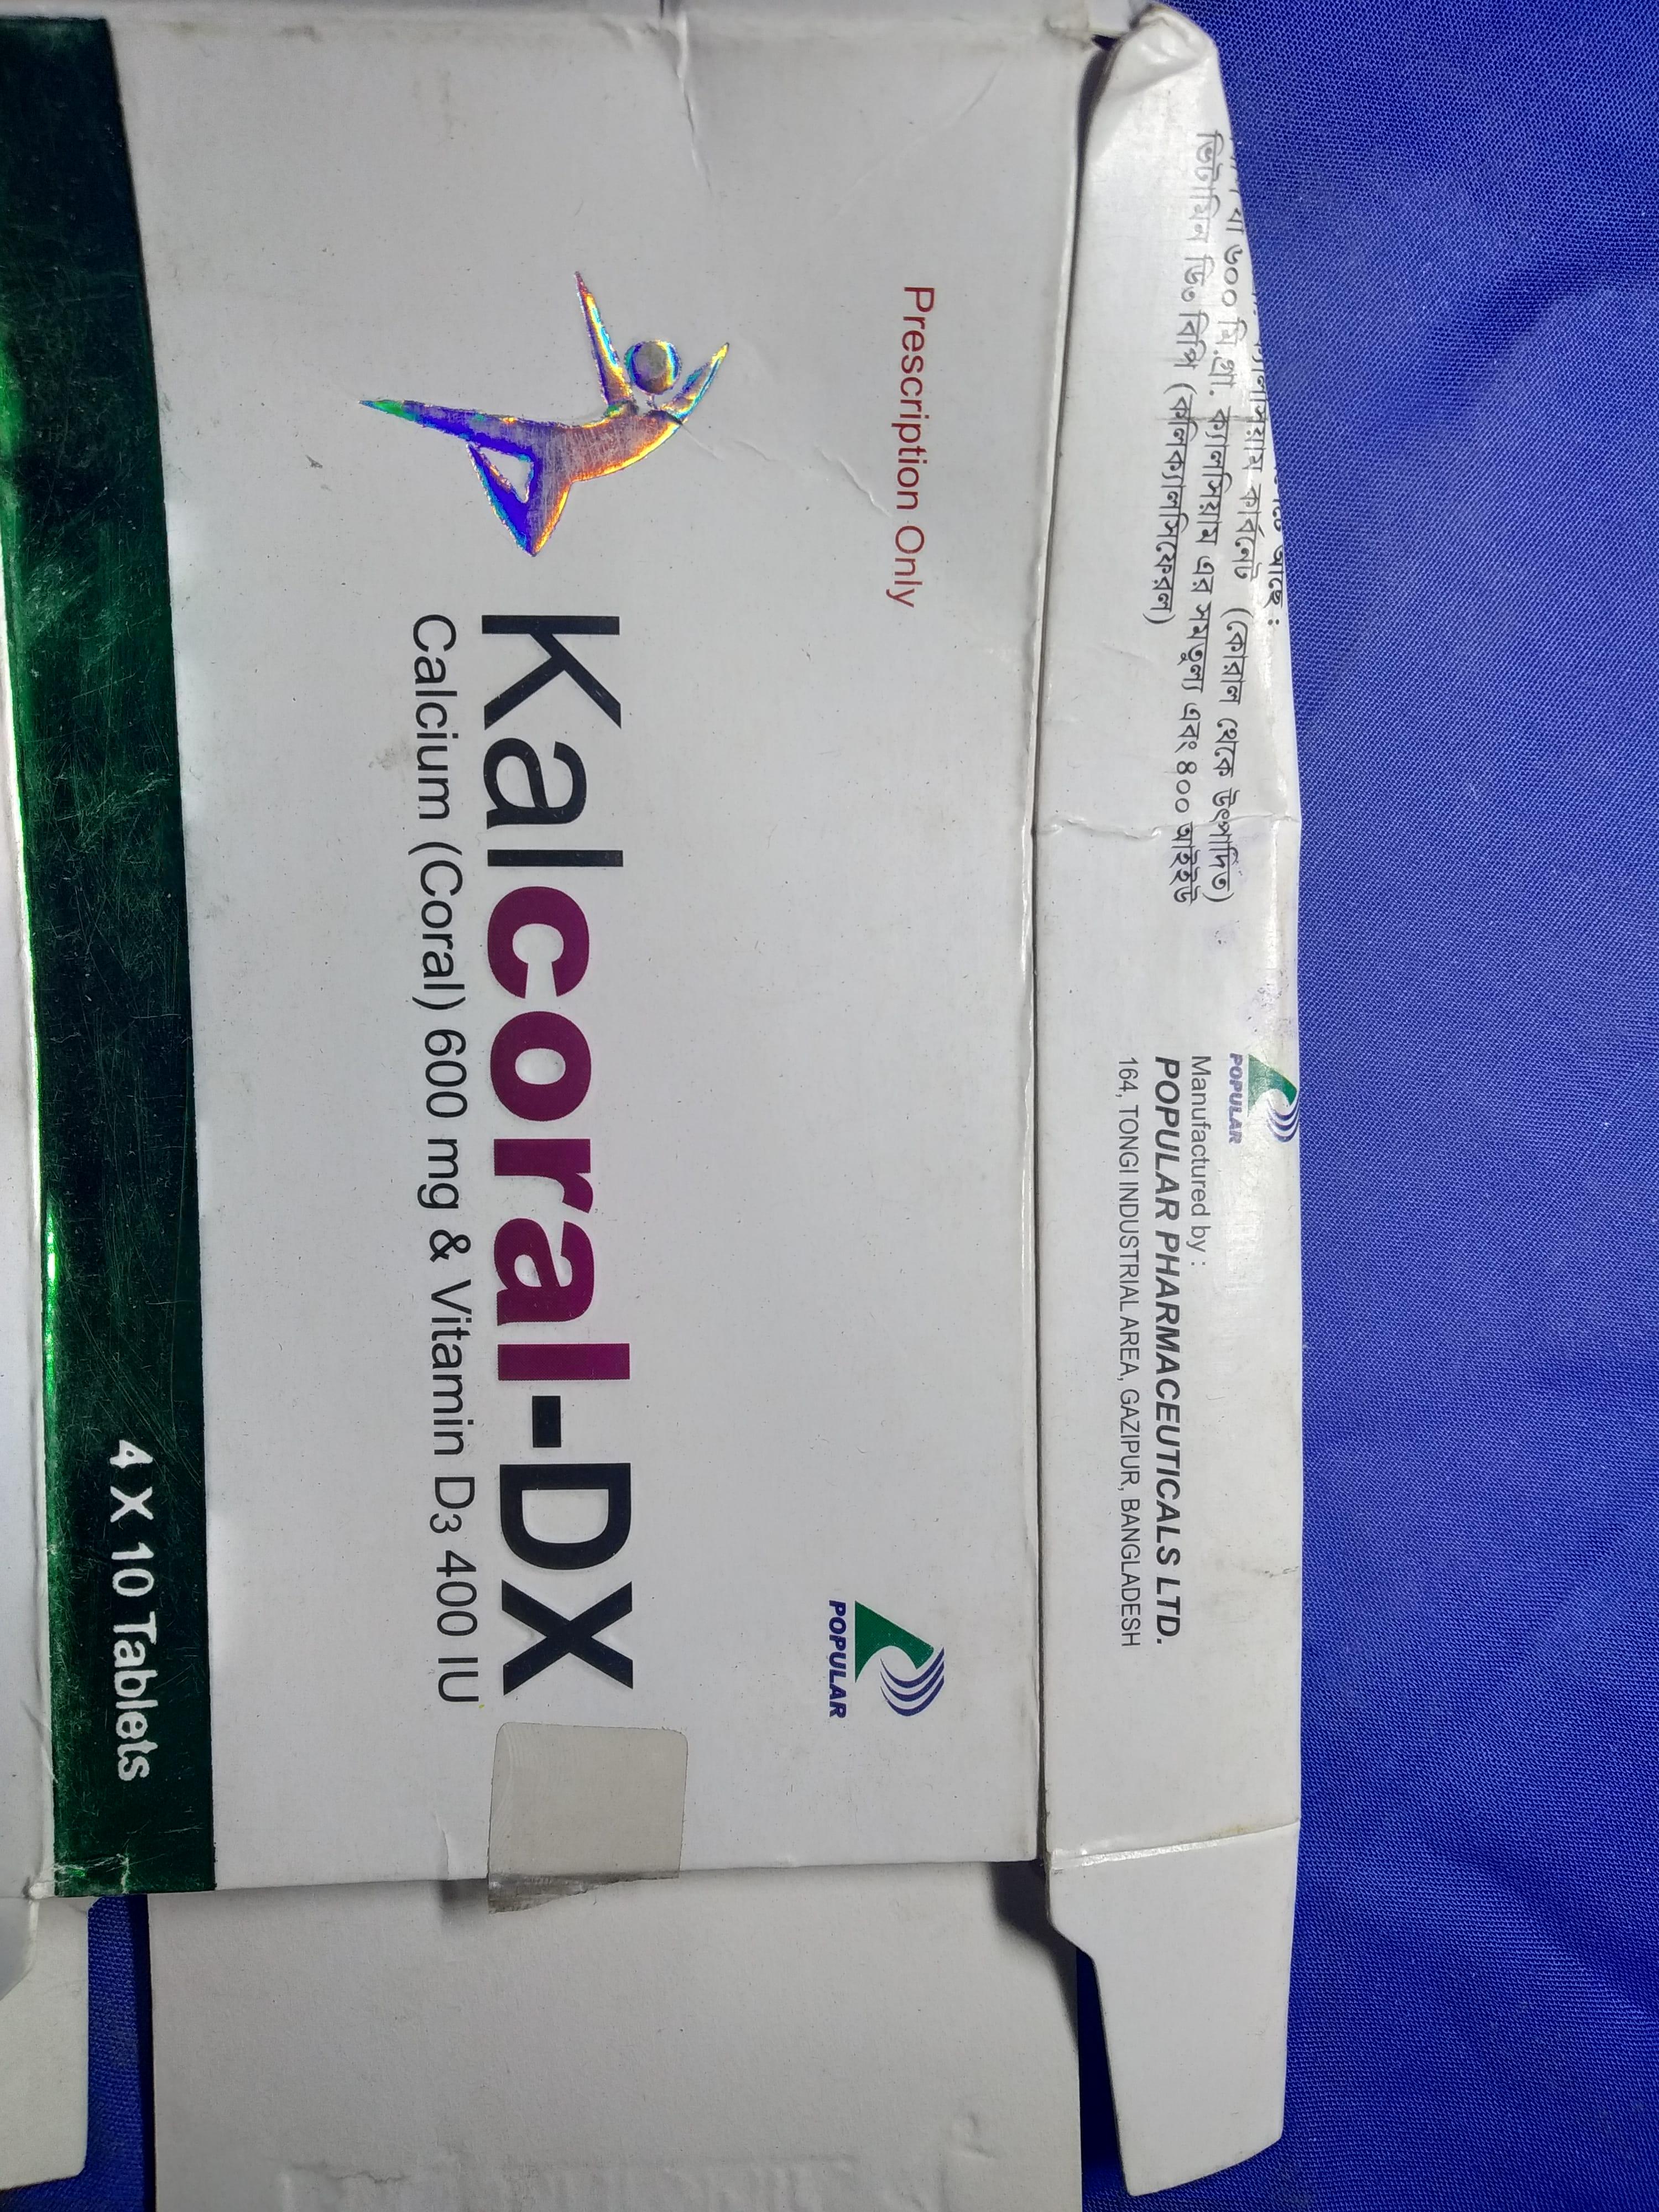 আছে :
ক্যালসিয়াম কার্বনেট (কোরাল থেকে উৎপাদিত)
যা ৬০০ মি.গ্রা. ক্যালসিয়াম এর সমতুল্য এবং ৪০০ আইইউ
ভিটামিন ডি৩ বিপি (কলিক্যালসিফেরল)
POPULAR
Manufactured by :
POPULAR PHARMACEUTICALS LTD.
164, TONGI INDUSTRIAL AREA, GAZIPUR, BANGLADESH
Prescription Only
POPULAR
Kalcoral-DX
Calcium (Coral) 600 mg & Vitamin D3 400 IU
4 X 10 Tablets